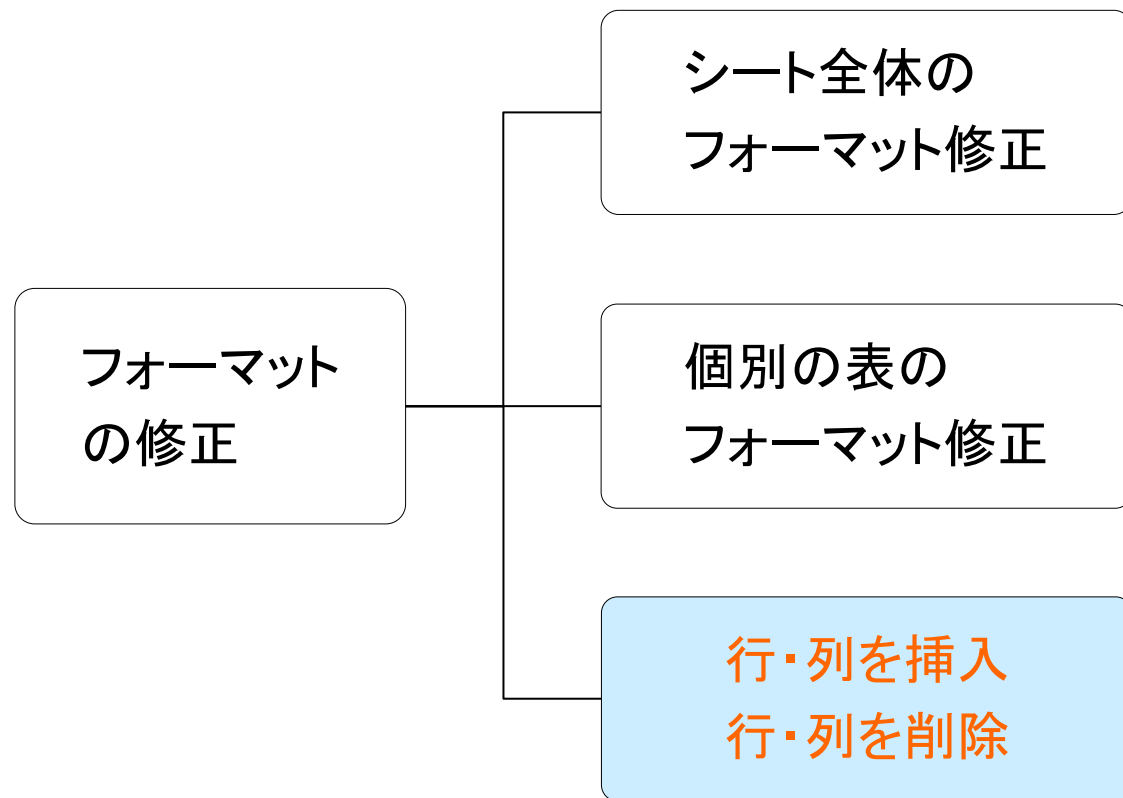 シート全体の
フォーマット修正
フォーマット
の修正
個別の表の
フォーマット修正
行・列を挿入
行・列を削除